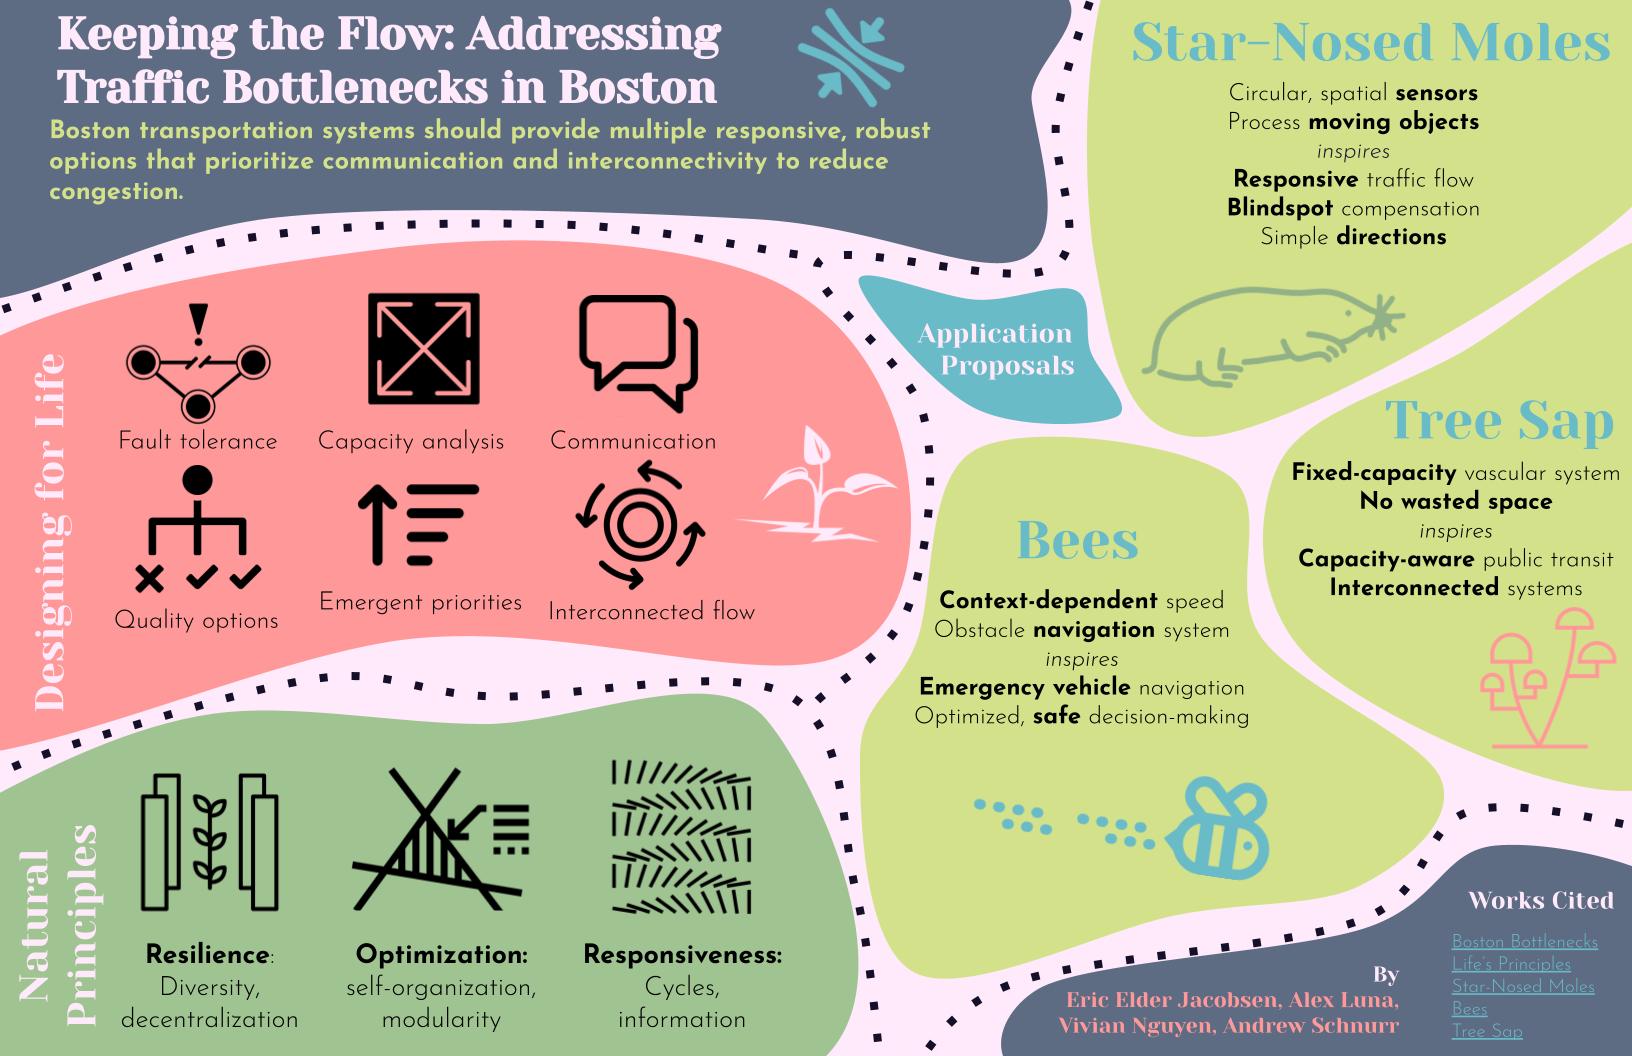 Keeping the Flow: Addressing
Traffic Bottlenecks in Boston
Boston transportation systems should provide multiple responsive, robust
options that prioritize communication and interconnectivity to reduce
congestion.
Designing for Life
Fault tolerance
Capacity analysis
Communication
Quality options
Emergent priorities
Interconnected flow
Natural
Principles
Resilience:
Diversity,
decentralization
Optimization:
self-organization,
modularity
Responsiveness:
Cycles,
information
Application
Proposals
Star-Nosed Moles
Circular, spatial sensors
Process moving objects
inspires
Responsive traffic flow
Blindspot compensation
Simple directions
Bees
Context-dependent speed
Obstacle navigation system
inspires
Emergency vehicle navigation
Optimized, safe decision-making
Tree Sap
Fixed-capacity vascular system
No wasted space
inspires
Capacity-aware public transit
Interconnected systems
By
Eric Elder Jacobsen, Alex Luna,
Vivian Nguyen, Andrew Schnurr
Works Cited
Boston Bottlenecks
Life's Principles
Star-Nosed Moles
Bees
Tree Sap